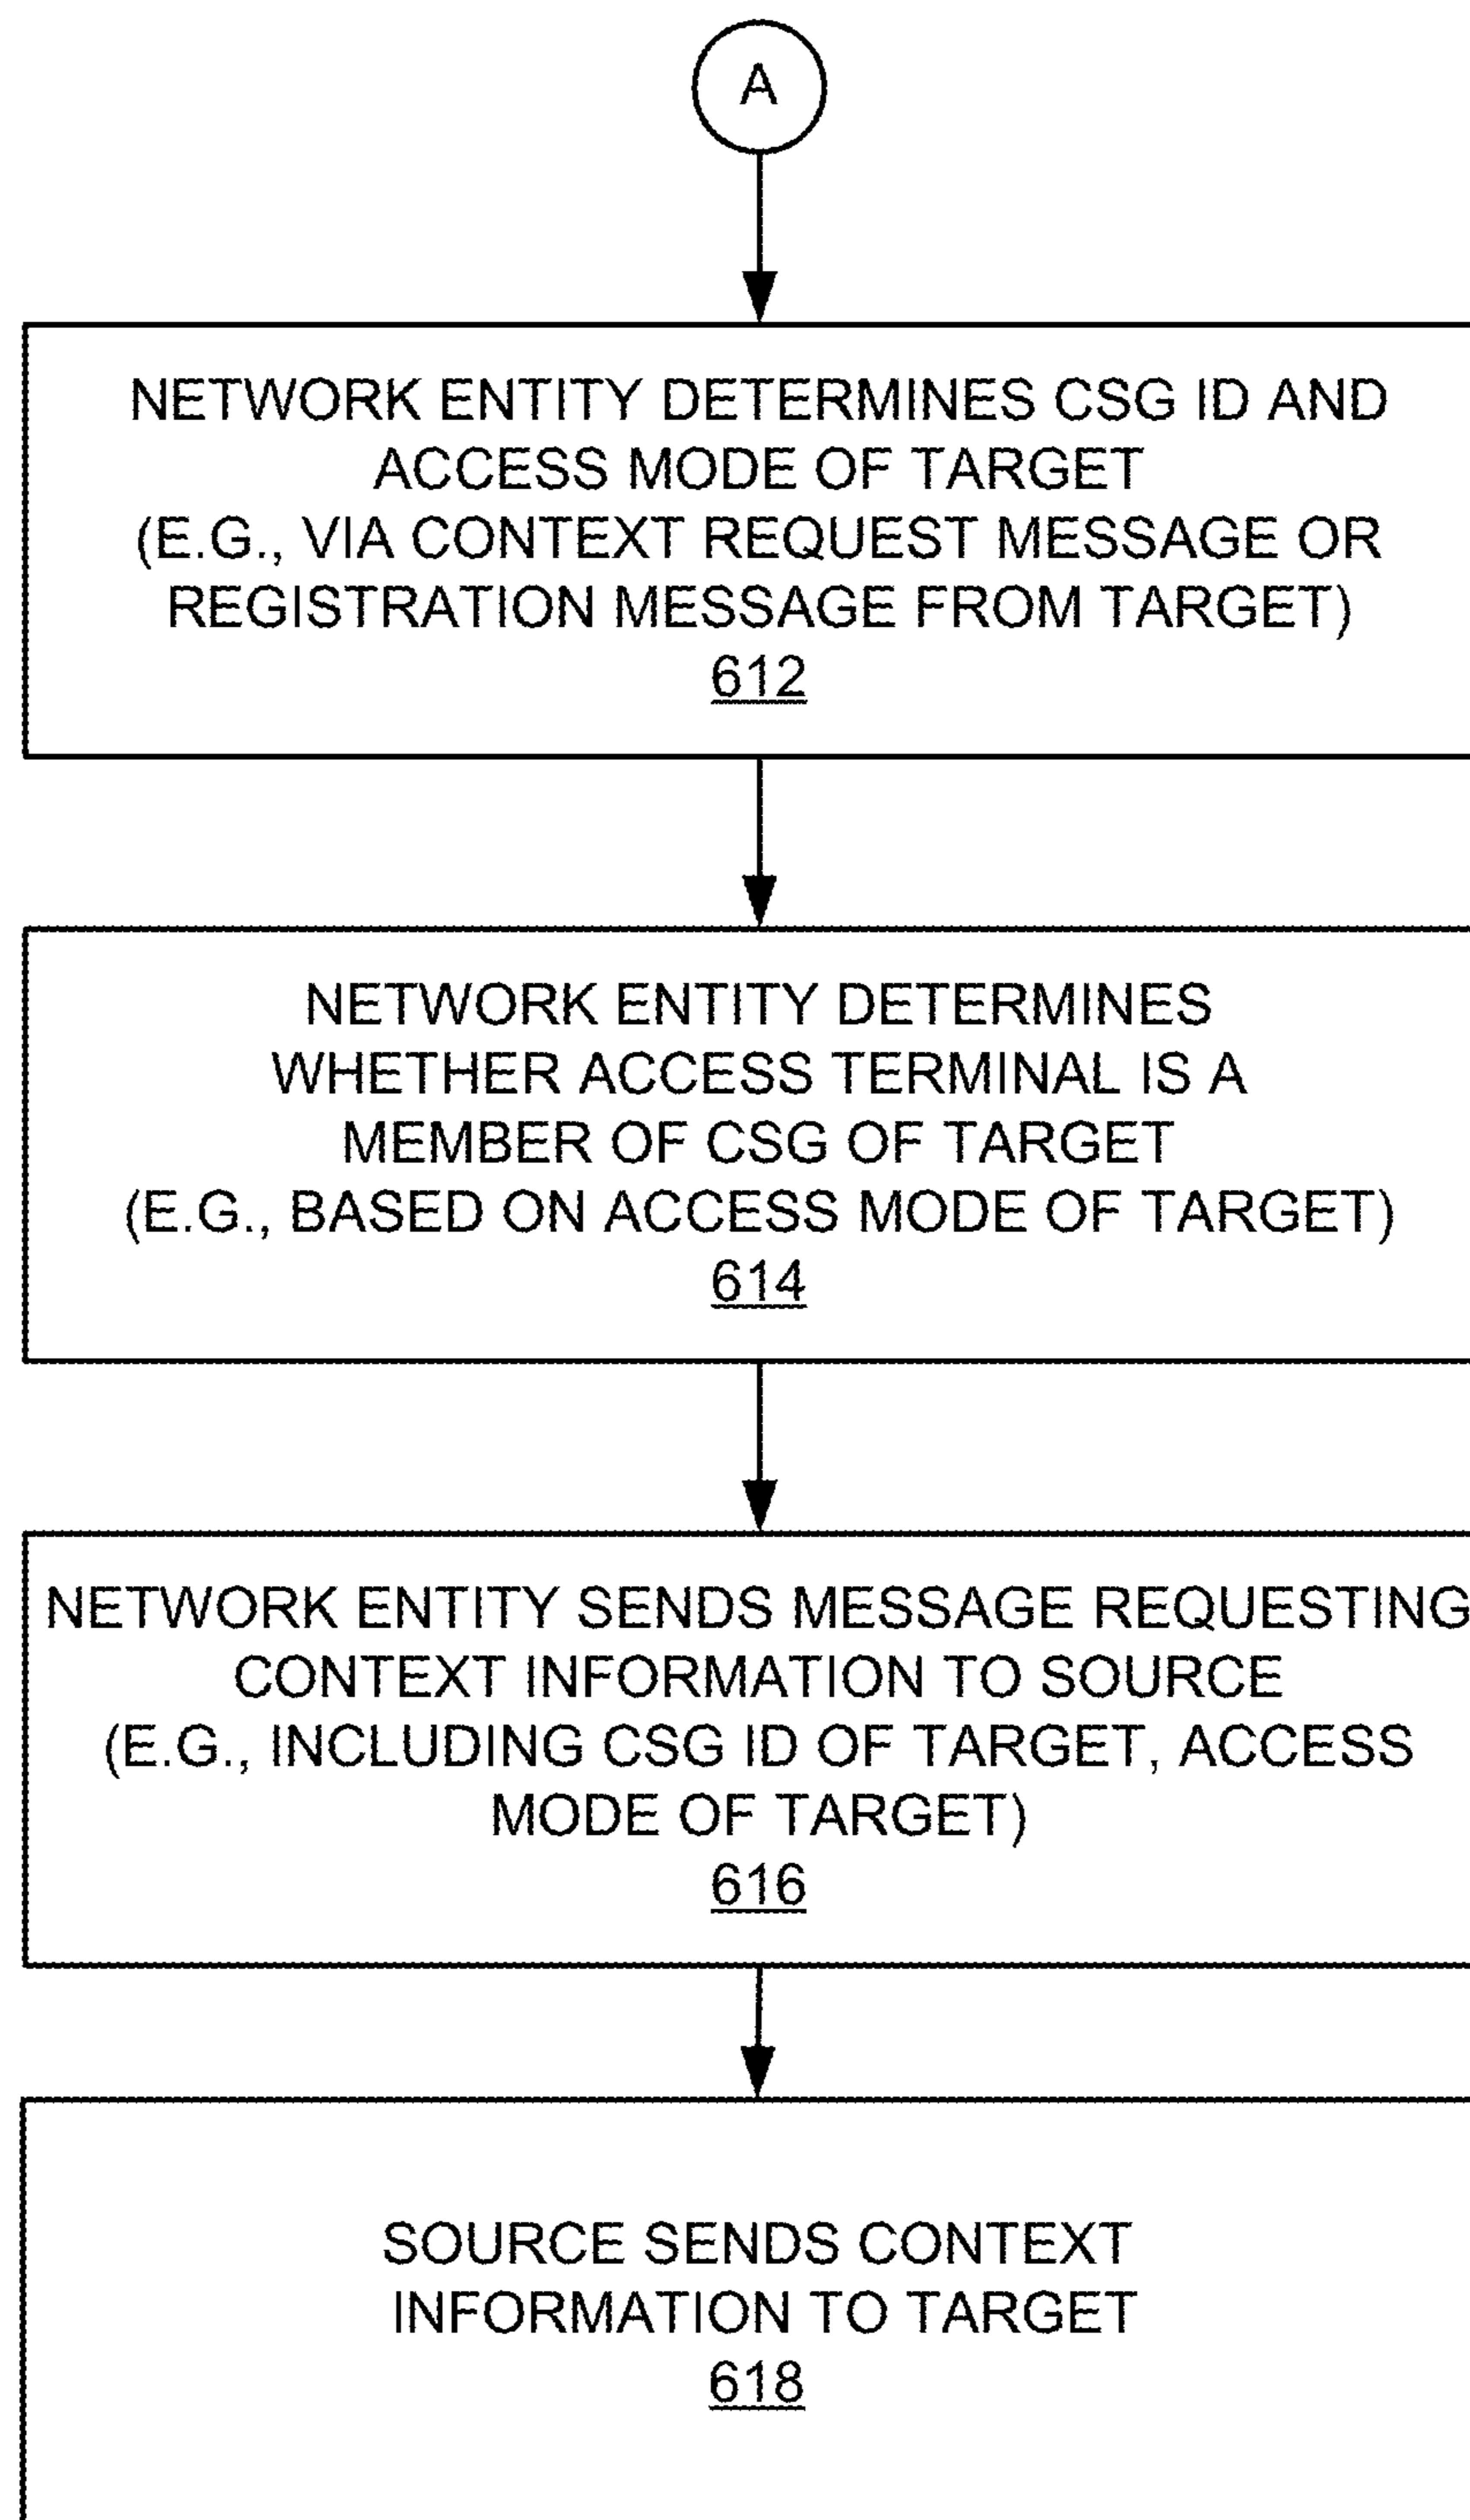 A
NETWORK ENTITY DETERMINES CSG ID AND
ACCESS MODE OF TARGET
(E.G., VIA CONTEXT REQUEST MESSAGE OR
REGISTRATION MESSAGE FROM TARGET)
612
NETWORK ENTITY DETERMINES
WHETHER ACCESS TERMINAL IS A
MEMBER OF CSG OF TARGET
(E.G., BASED ON ACCESS MODE OF TARGET)
614
NETWORK ENTITY SENDS MESSAGE REQUESTING
CONTEXT INFORMATION TO SOURCE
(E.G., INCLUDING CSG ID OF TARGET, ACCESS
MODE OF TARGET)
616
SOURCE SENDS CONTEXT
INFORMATION TO TARGET
618